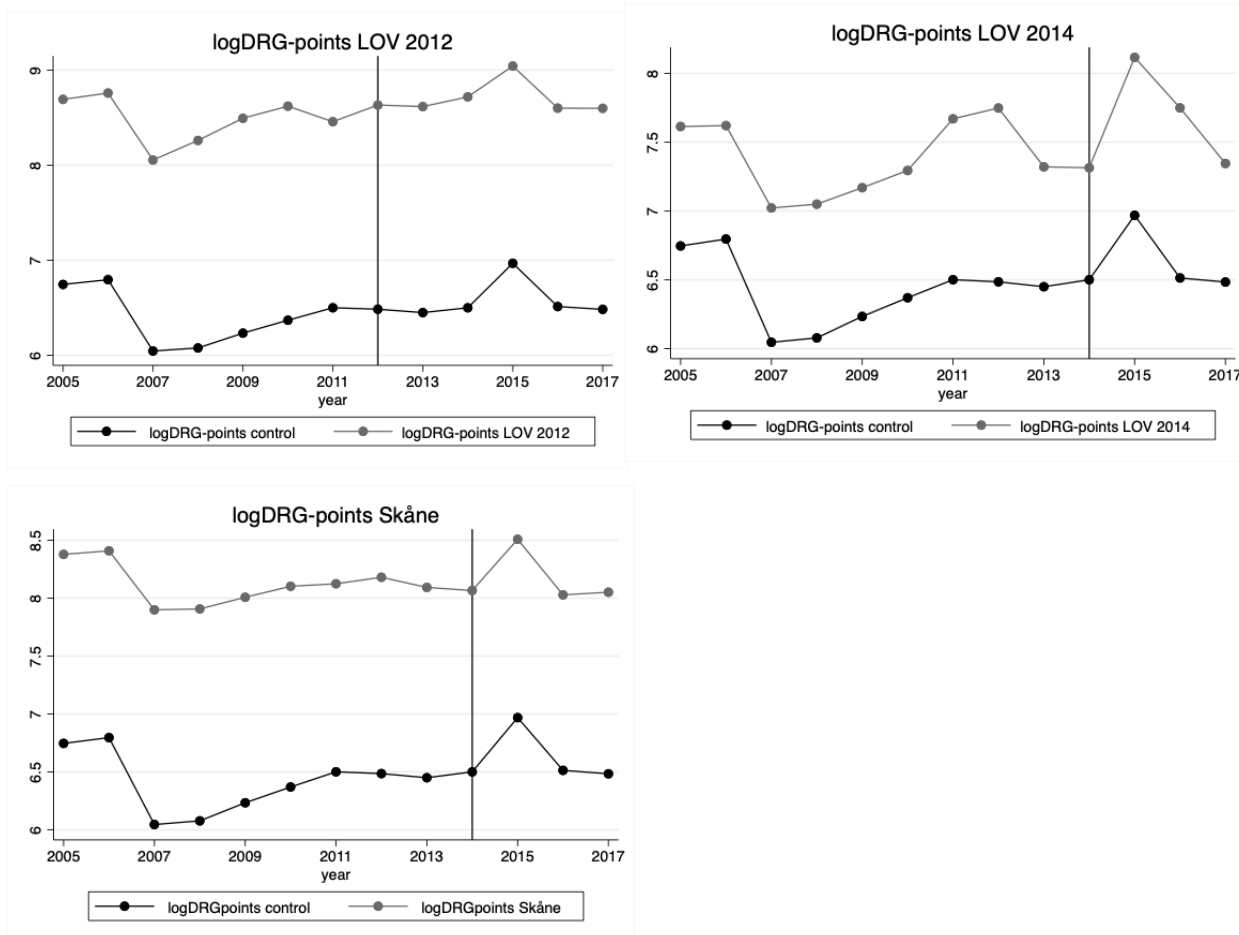 logDRG-points LOV 2012
9
8
7
6
2005 2007 2009 2011 2013 2015 2017
year
logDRG-points control logDRG-points LOV 2012
logDRG-points LOV 2014
8
7.5
7
6.5
6
2005 2007 2009 2011 2013 2015 2017
year
logDRG-points control logDRG-points LOV 2014
logDRG-points Skåne
8.5
8
7.5
7
6.5
6
2005 2007 2009 2011 2013 2015 2017
year
logDRGpoints control logDRGpoints Skåne